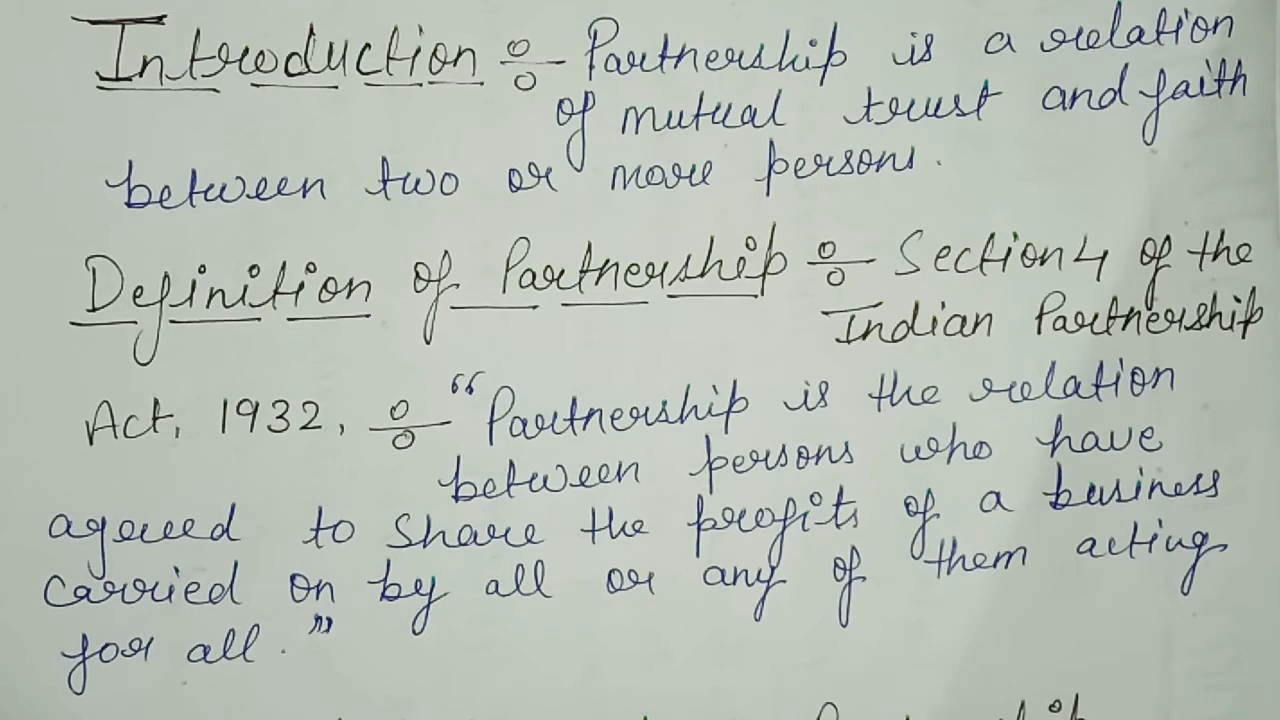 Introduction :- Partnership is a relation
of mutual trust and faith
between two or more persons.
Definition of Partnership :- Section 4 of the
Indian Partnership
Act, 1932, :- "Partnership is the relation
between persons who have
agreed to share the profits of a business
carried on by all or any of them acting
for all."